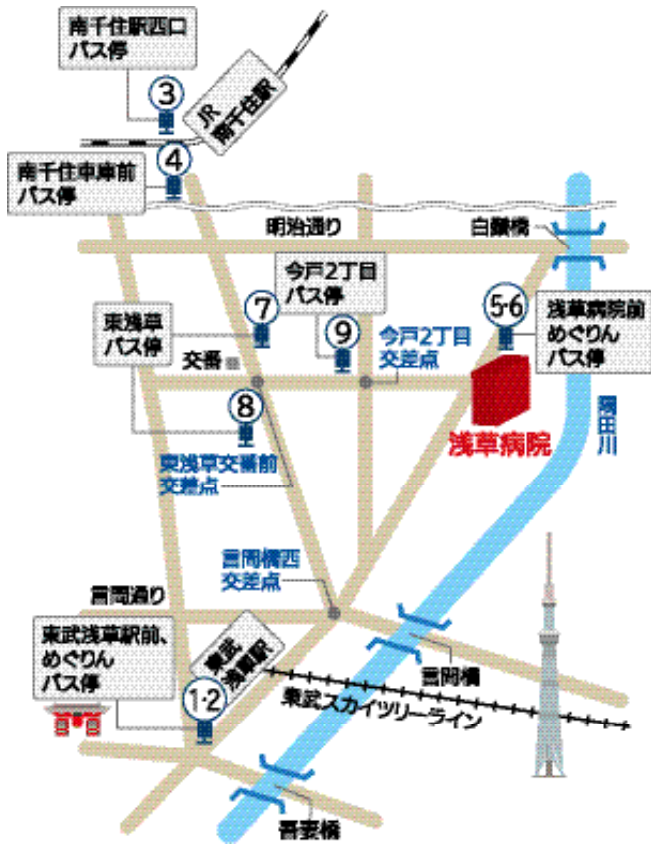 南千住駅西口
バス停
③
JR
南千住駅
④
南千住車庫前
バス停
明治通り
白鬚橋
今戸2丁目
バス停
⑦
⑨
5・6
浅草病院前
めぐりん
バス停
東浅草
バス停
交番
今戸2丁目
交差点
⑧
浅草病院
隅田川
東浅草交番前
交差点
言問橋西
交差点
言問通り
東武浅草駅前、
めぐりん
バス停
東武
浅草駅
言問橋
1・2
東武スカイツリーライン
吾妻橋